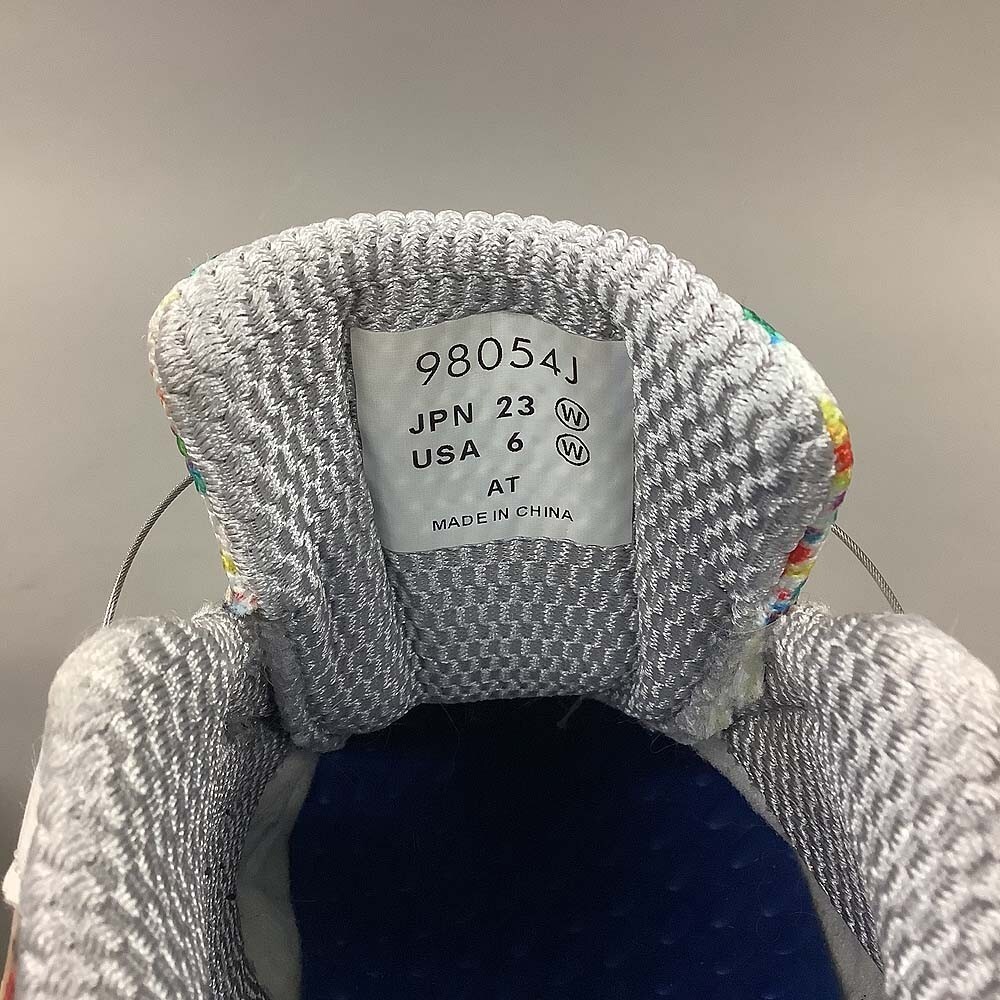 98054J
JPN 23 Ⓦ
USA 6 Ⓦ
AT
MADE IN CHINA